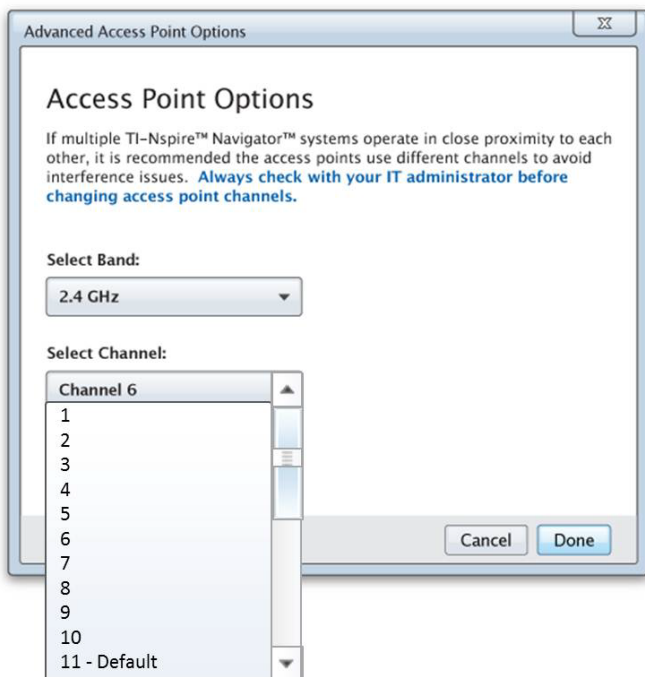 Advanced Access Point Options
Access Point Options
If multiple TI-Nspire™ Navigator™ systems operate in close proximity to each
other, it is recommended the access points use different channels to avoid
interference issues. Always check with your IT administrator before
changing access point channels.
Select Band:
2.4 GHz
Select Channel:
Channel 6
1
2
3
4
5
6
7
8
9
10
11 - Default
Cancel
Done